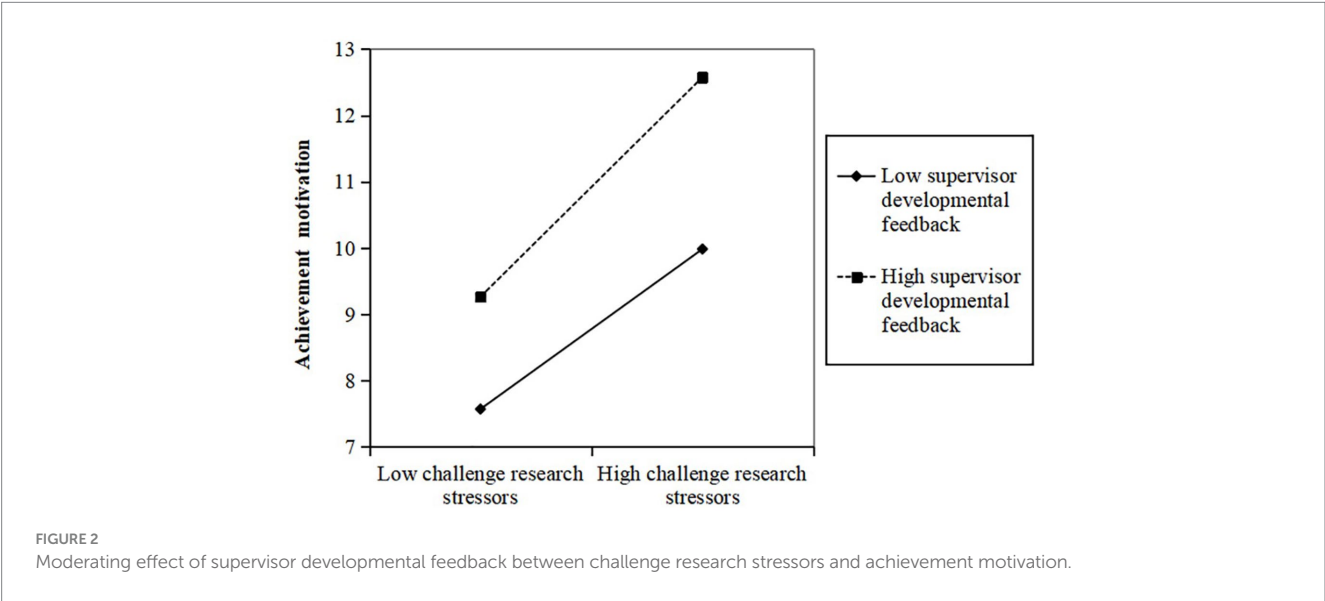 13
12
11
10
9
8
7
Achievement motivation
Low challenge research
stressors
High challenge research
stressors
Low supervisor
developmental
feedback
High supervisor
developmental
feedback
FIGURE 2
Moderating effect of supervisor developmental feedback between challenge research stressors and achievement motivation.